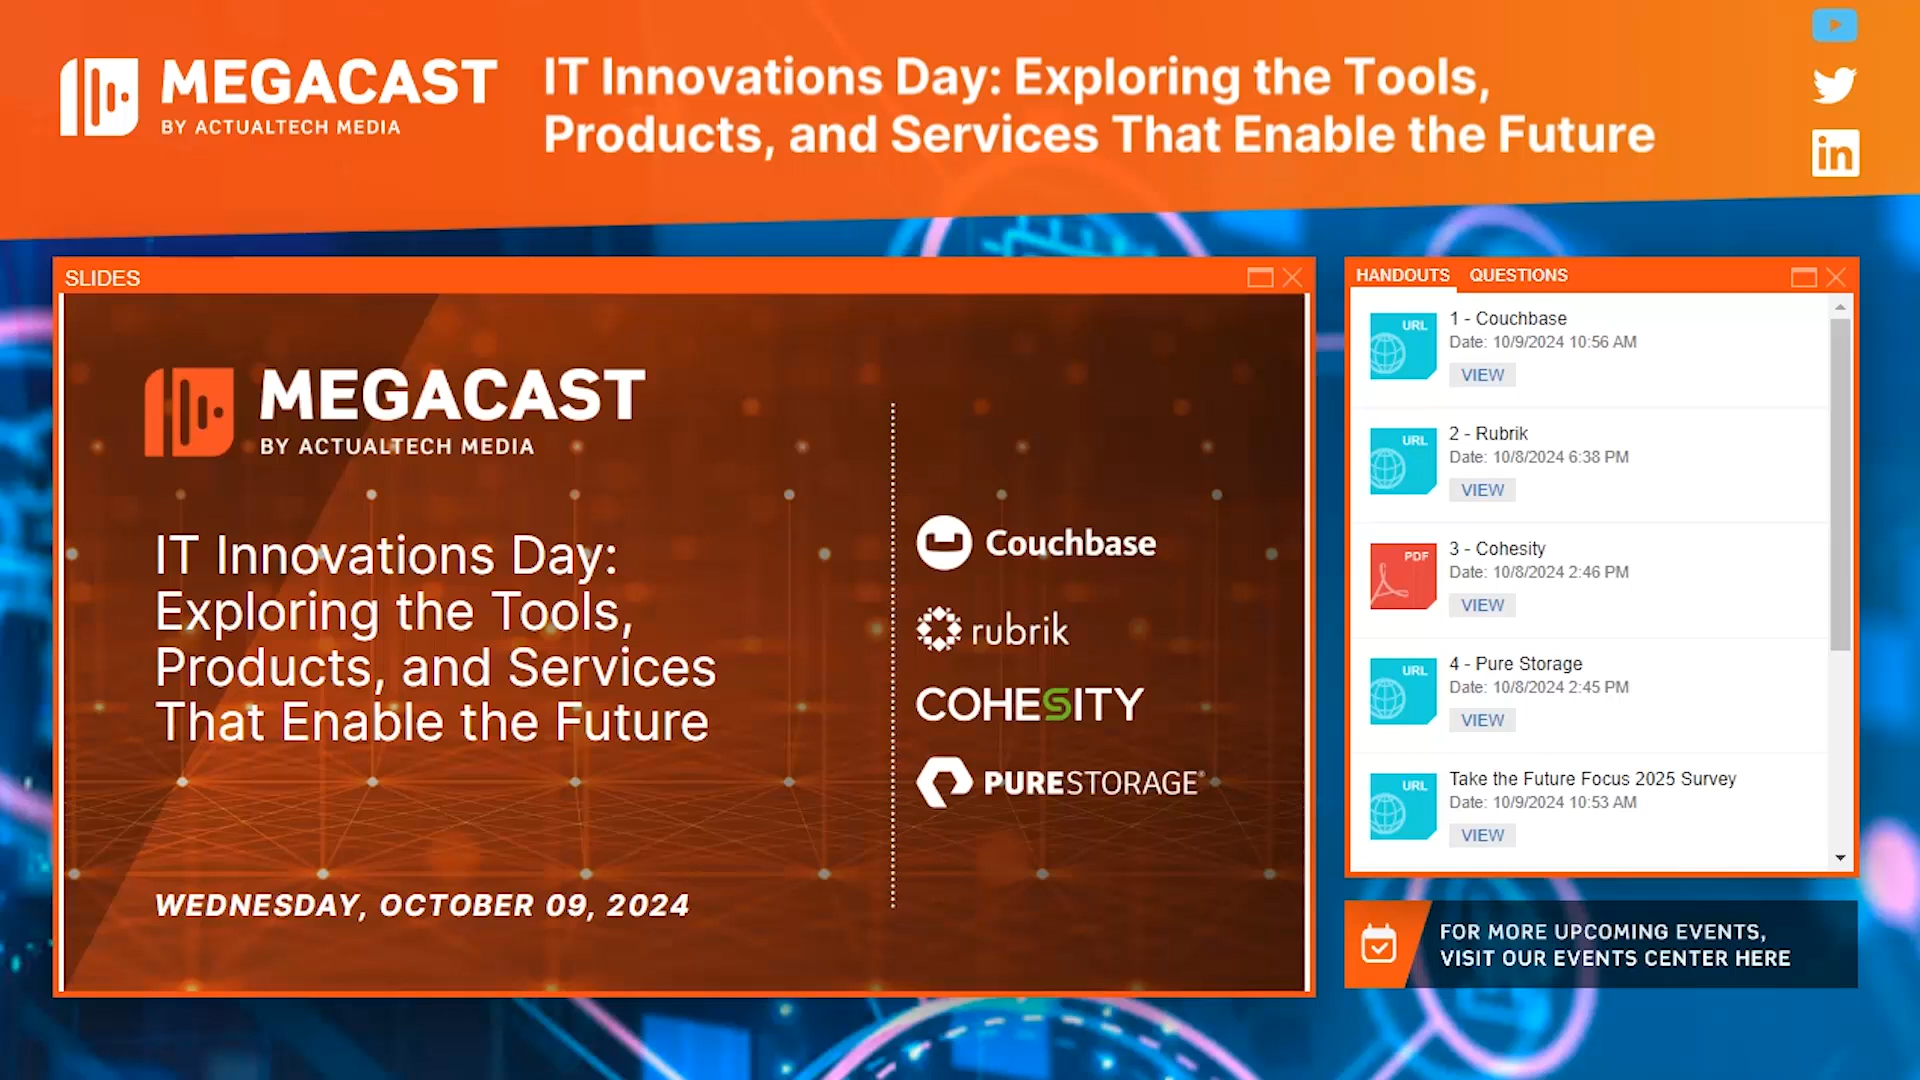 MEGACAST
BY ACTUALTECH MEDIA
IT Innovations Day: Exploring the Tools,
Products, and Services That Enable the Future
in
SLIDES
MEGACAST
BY ACTUALTECH MEDIA
IT Innovations Day:
Exploring the Tools,
Products, and Services
That Enable the Future
WEDNESDAY, OCTOBER 09, 2024
Couchbase
rubrik
COHESITY
PURESTORAGE®
HANDOUTS QUESTIONS
URL
1 - Couchbase
Date: 10/9/2024 10:56 AM
VIEW
URL
2 - Rubrik
Date: 10/8/2024 6:38 PM
VIEW
PDF
3 - Cohesity
Date: 10/8/2024 2:46 PM
VIEW
URL
4 - Pure Storage
Date: 10/8/2024 2:45 PM
VIEW
URL
Take the Future Focus 2025 Survey
Date: 10/9/2024 10:53 AM
VIEW
FOR MORE UPCOMING EVENTS,
VISIT OUR EVENTS CENTER HERE